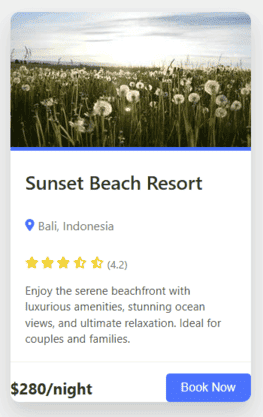 Sunset Beach Resort
Bali, Indonesia
(4.2)
Enjoy the serene beachfront with
luxurious amenities, stunning ocean
views, and ultimate relaxation. Ideal for
couples and families.
$280/night
Book Now